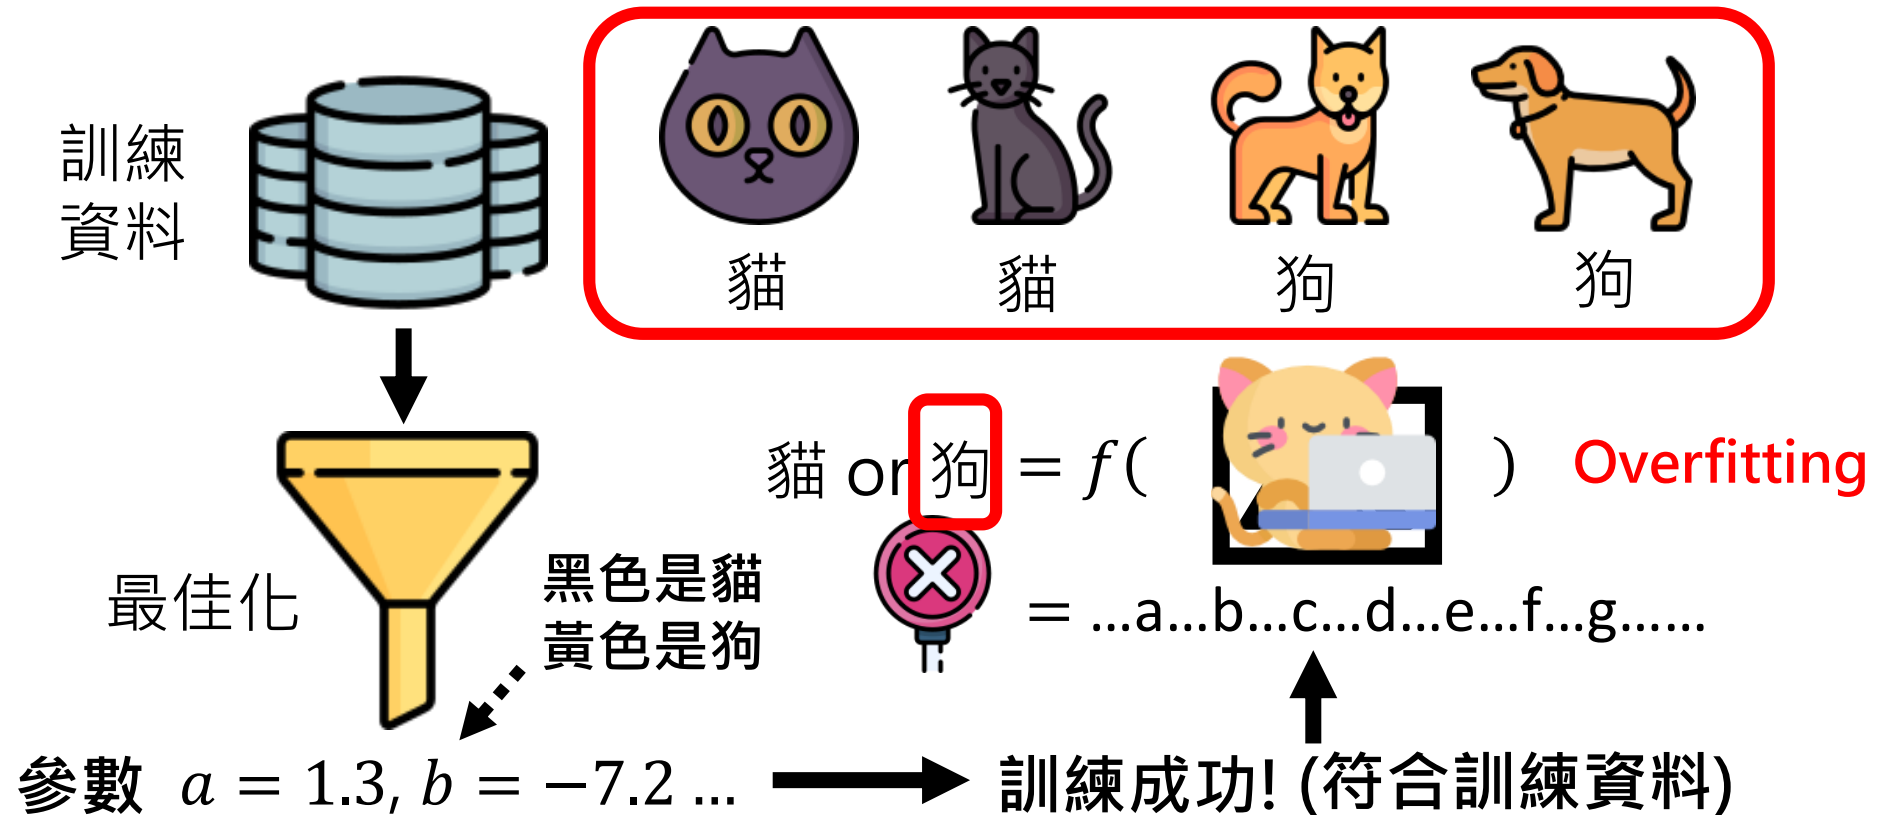 訓練
資料
貓
貓
狗
狗
貓 or 狗 = f( ) Overfitting
最佳化
黑色是貓
黃色是狗
= …a…b…c…d…e…f…g……
參數 a = 1.3, b = −7.2 …
訓練成功! (符合訓練資料)